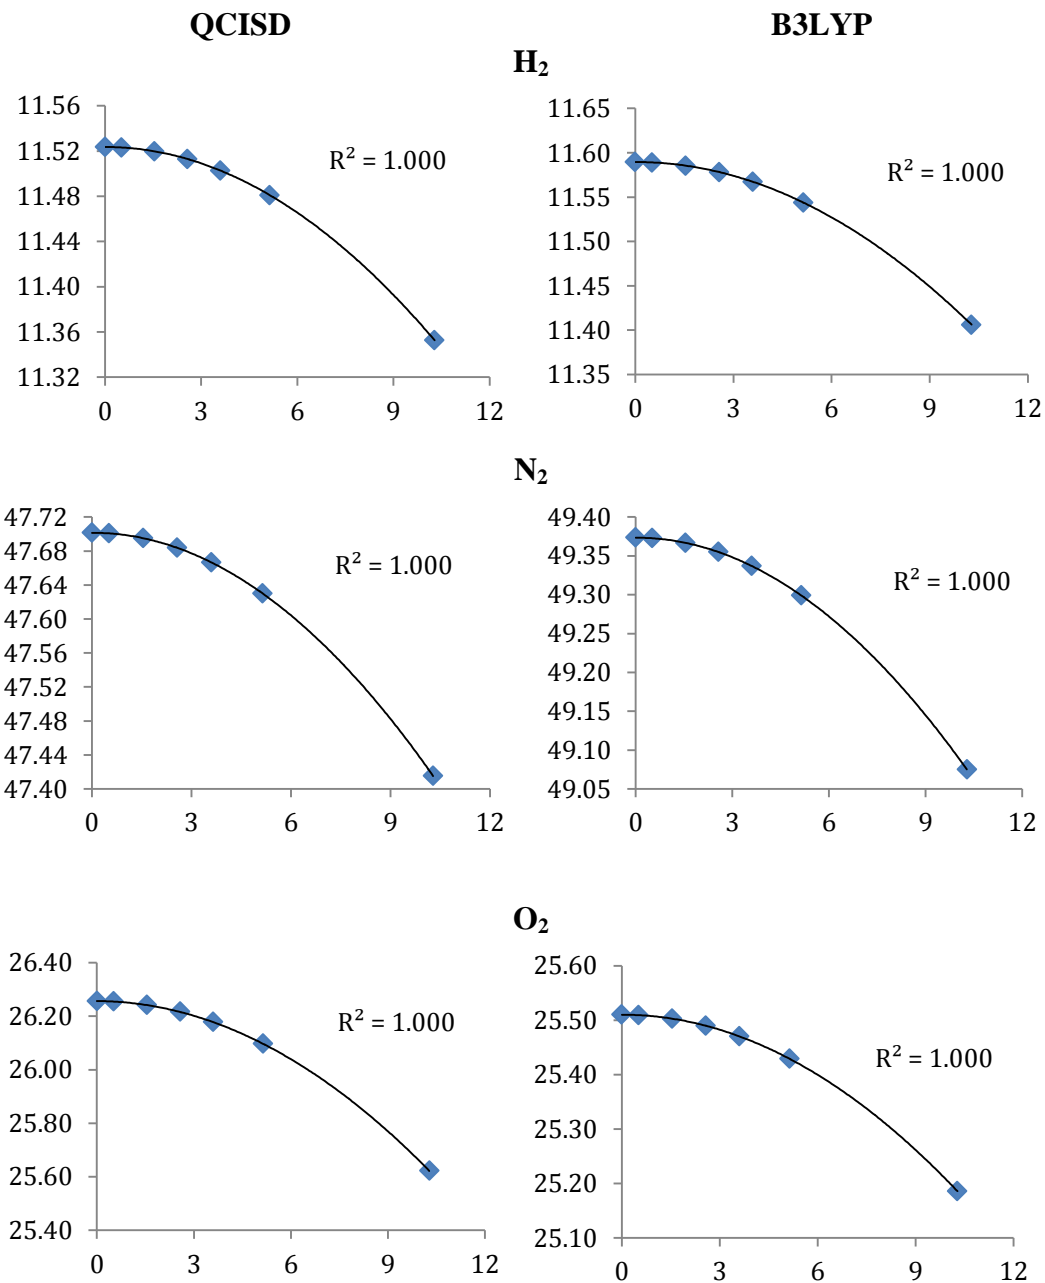 QCISD B3LYP
H₂
11.56
11.52
11.48
11.44
11.40
11.36
11.32
R² = 1.000
0 3 6 9 12
11.65
11.60
11.55
11.50
11.45
11.40
11.35
R² = 1.000
0 3 6 9 12
N₂
47.72
47.68
47.64
47.60
47.56
47.52
47.48
47.44
47.40
R² = 1.000
0 3 6 9 12
49.40
49.35
49.30
49.25
49.20
49.15
49.10
49.05
R² = 1.000
0 3 6 9 12
O₂
26.40
26.20
26.00
25.80
25.60
25.40
R² = 1.000
0 3 6 9 12
25.60
25.50
25.40
25.30
25.20
25.10
R² = 1.000
0 3 6 9 12